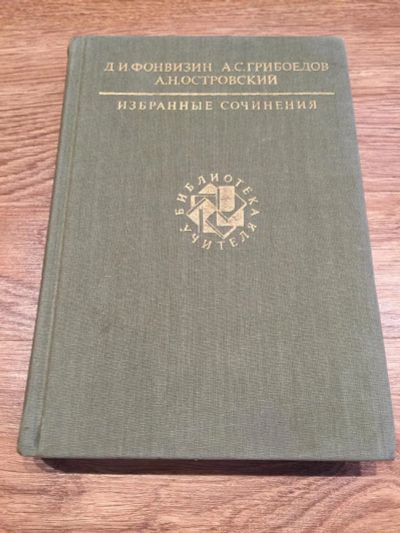 Д.И.ФОНВИЗИН А.С.ГРИБОЕДОВ
А.Н.ОСТРОВСКИЙ
ИЗБРАННЫЕ СОЧИНЕНИЯ
БИБЛИОТЕКА
УЧИТЕЛЯ